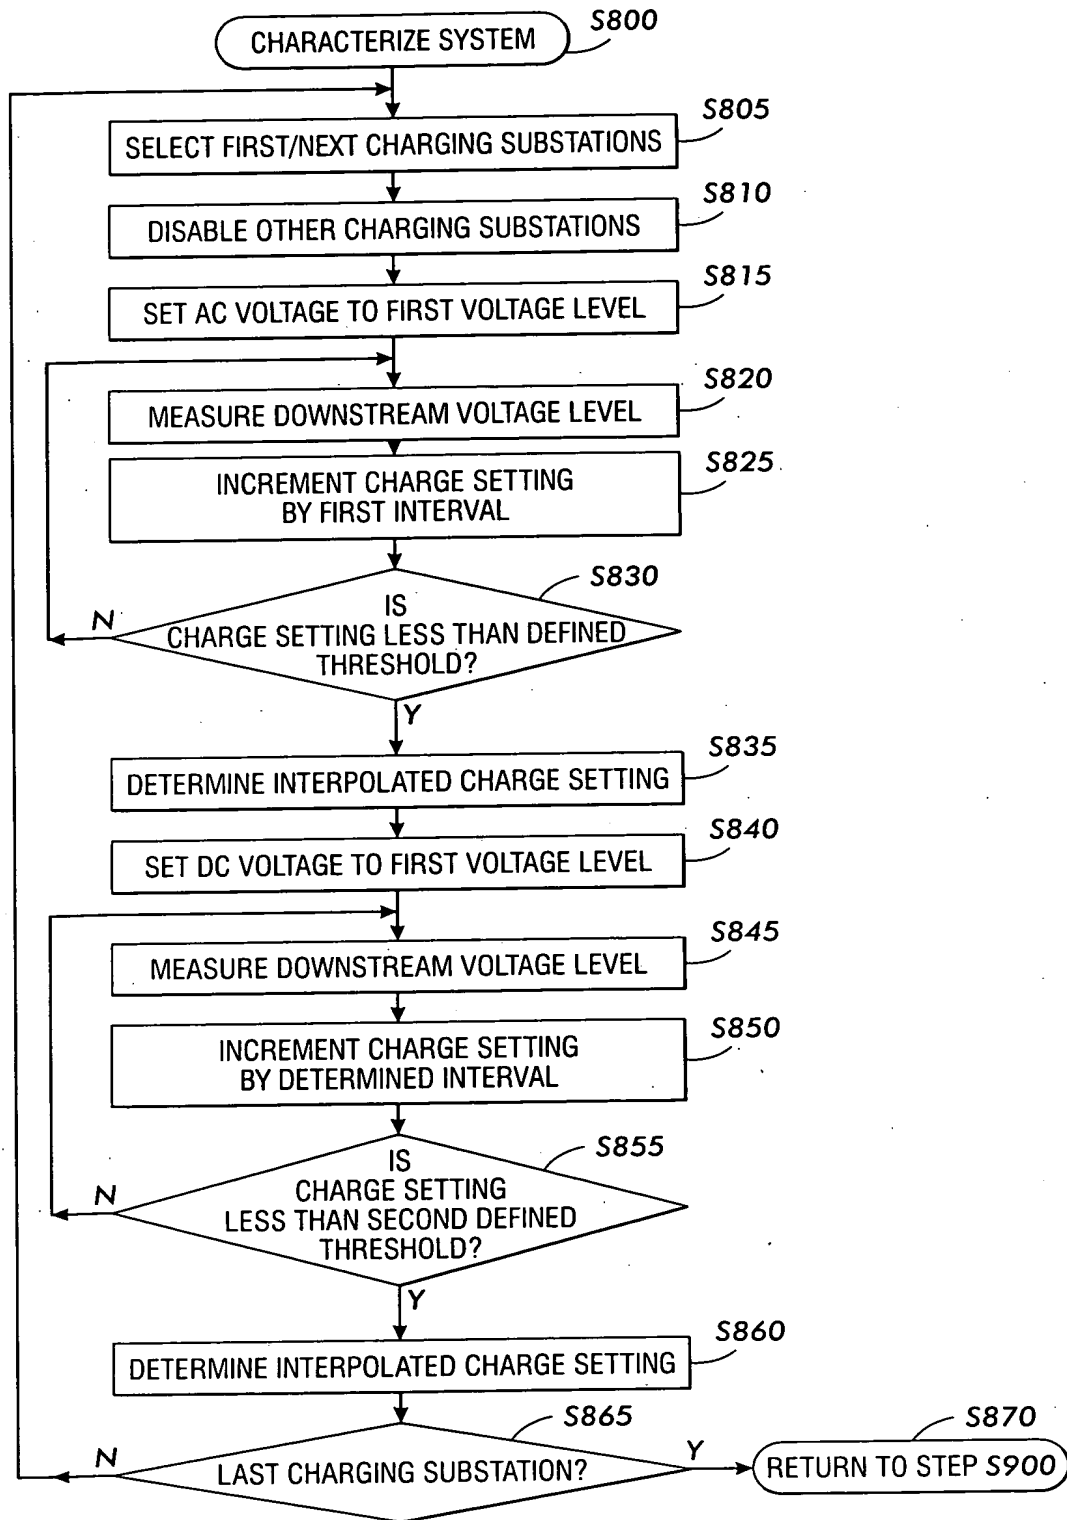 CHARACTERIZE SYSTEM
S800
SELECT FIRST/NEXT CHARGING SUBSTATIONS
S805
DISABLE OTHER CHARGING SUBSTATIONS
S810
SET AC VOLTAGE TO FIRST VOLTAGE LEVEL
S815
MEASURE DOWNSTREAM VOLTAGE LEVEL
S820
INCREMENT CHARGE SETTING
BY FIRST INTERVAL
S825
IS
CHARGE SETTING LESS THAN DEFINED
THRESHOLD?
S830
N
Y
DETERMINE INTERPOLATED CHARGE SETTING
S835
SET DC VOLTAGE TO FIRST VOLTAGE LEVEL
S840
MEASURE DOWNSTREAM VOLTAGE LEVEL
S845
INCREMENT CHARGE SETTING
BY DETERMINED INTERVAL
S850
IS
CHARGE SETTING
LESS THAN SECOND DEFINED
THRESHOLD?
S855
N
Y
DETERMINE INTERPOLATED CHARGE SETTING
S860
LAST CHARGING SUBSTATION?
S865
N
Y
RETURN TO STEP S900
S870